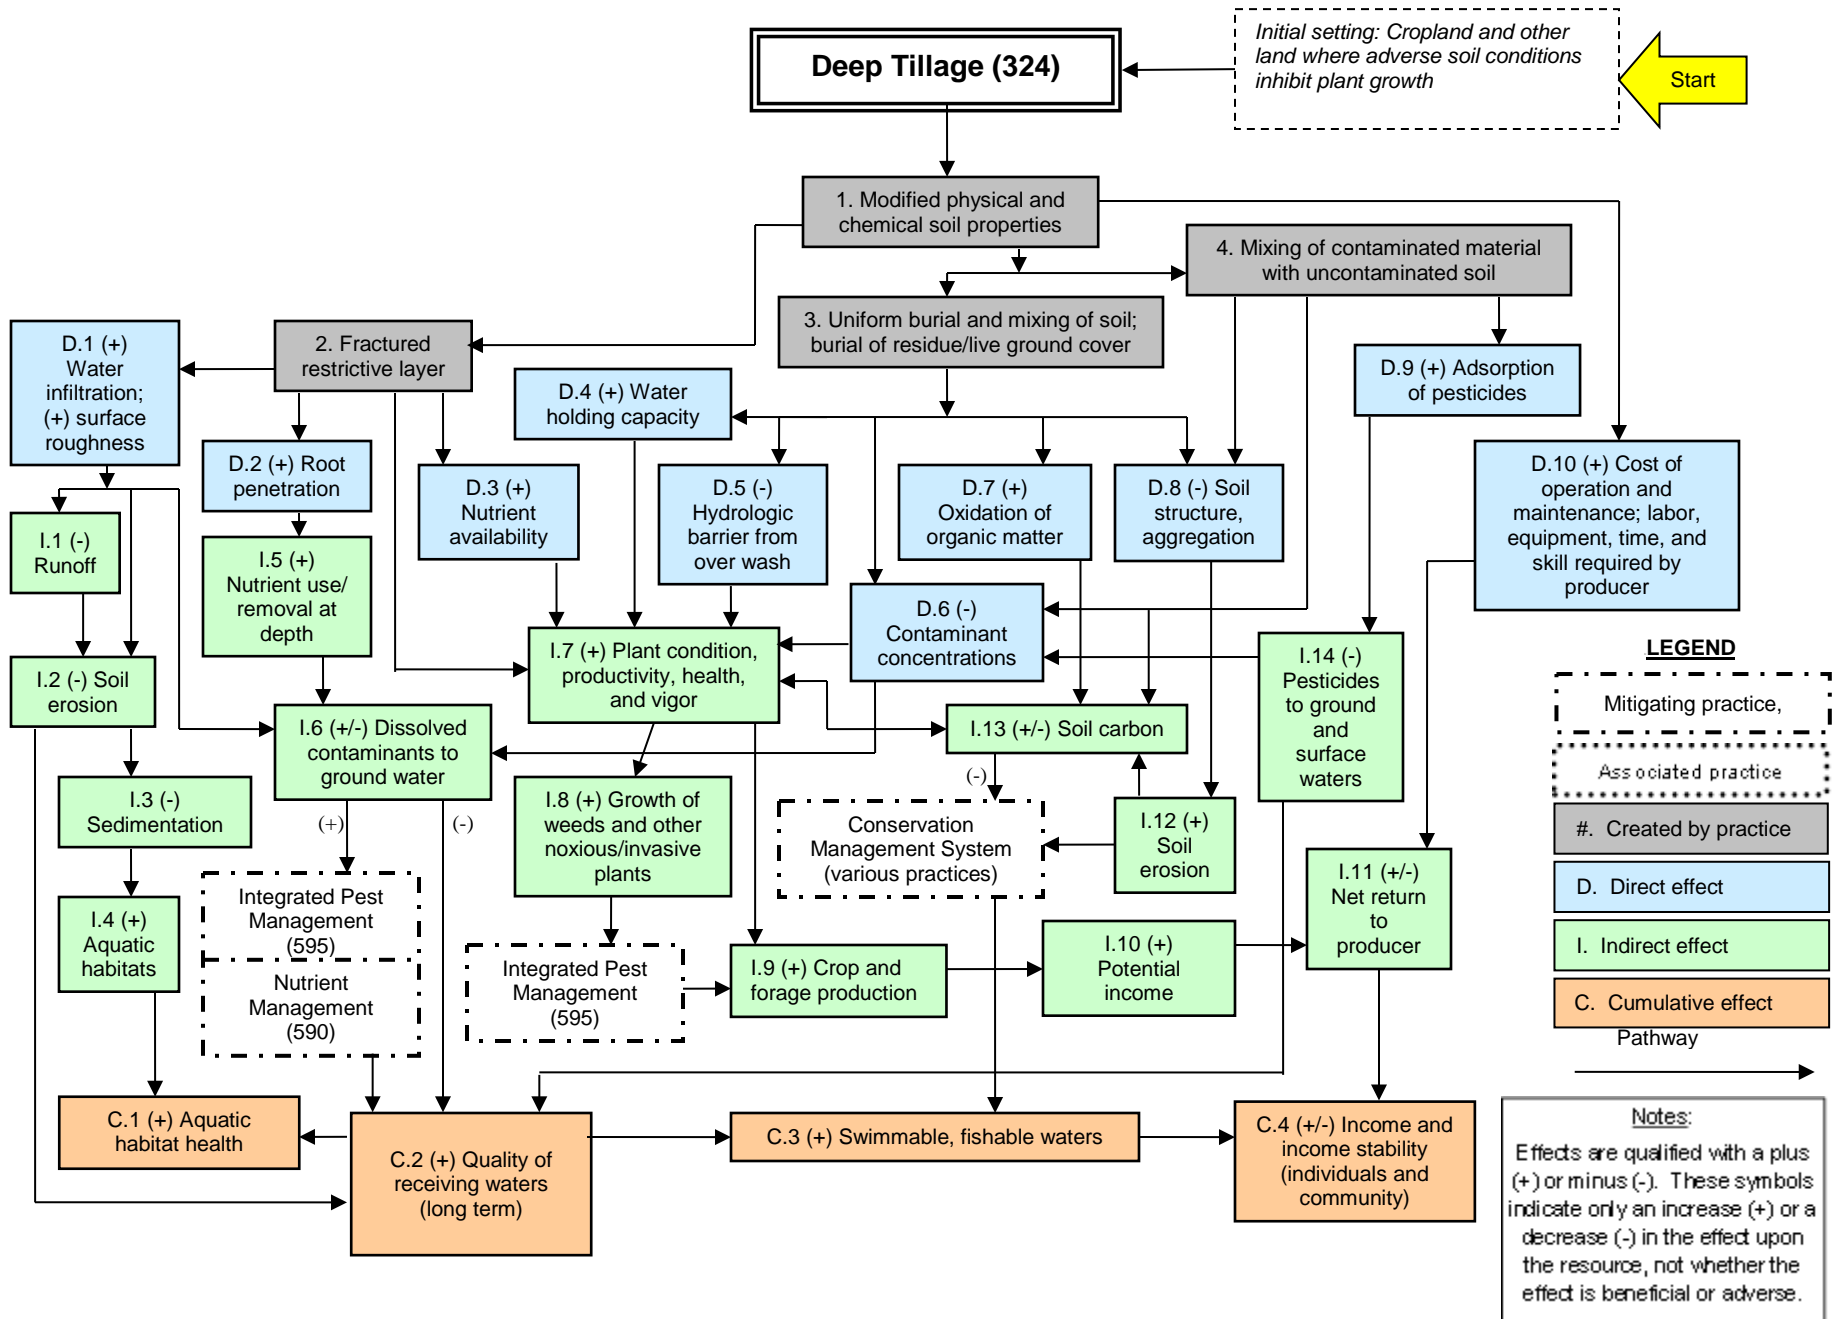 Deep Tillage (324)
Initial setting: Cropland and other
land where adverse soil conditions
inhibit plant growth
Start
1. Modified physical and
chemical soil properties
4. Mixing of contaminated material
with uncontaminated soil
3. Uniform burial and mixing of soil;
burial of residue/live ground cover
2. Fractured
restrictive layer
D.1 (+)
Water
infiltration;
(+) surface
roughness
D.4 (+) Water
holding capacity
D.9 (+) Adsorption
of pesticides
D.2 (+) Root
penetration
D.3 (+)
Nutrient
availability
D.5 (-)
Hydrologic
barrier from
over wash
D.7 (+)
Oxidation of
organic matter
D.8 (-) Soil
structure,
aggregation
D.10 (+) Cost of
operation and
maintenance; labor,
equipment, time, and
skill required by
producer
I.1 (-)
Runoff
I.5 (+)
Nutrient use/
removal at
depth
D.6 (-)
Contaminant
concentrations
I.2 (-) Soil
erosion
I.7 (+) Plant condition,
productivity, health,
and vigor
I.14 (-)
Pesticides
to ground
and
surface
waters
I.6 (+/-) Dissolved
contaminants to
ground water
I.13 (+/-) Soil carbon
(-)
I.3 (-)
Sedimentation
(+)
(-)
I.8 (+) Growth of
weeds and other
noxious/invasive
plants
Conservation
Management System
(various practices)
I.12 (+)
Soil
erosion
I.11 (+/-)
Net return
to
producer
I.4 (+)
Aquatic
habitats
Integrated Pest
Management
(595)
Nutrient
Management
(590)
Integrated Pest
Management
(595)
I.9 (+) Crop and
forage production
I.10 (+)
Potential
income
C.1 (+) Aquatic
habitat health
C.2 (+) Quality of
receiving waters
(long term)
C.3 (+) Swimmable, fishable waters
C.4 (+/-) Income and
income stability
(individuals and
community)
LEGEND
Mitigating practice,
Associated practice
#. Created by practice
D. Direct effect
I. Indirect effect
C. Cumulative effect
Pathway
Notes:
Effects are qualified with a plus
(+) or minus (-). These symbols
indicate only an increase (+) or a
decrease (-) in the effect upon
the resource, not whether the
effect is beneficial or adverse.